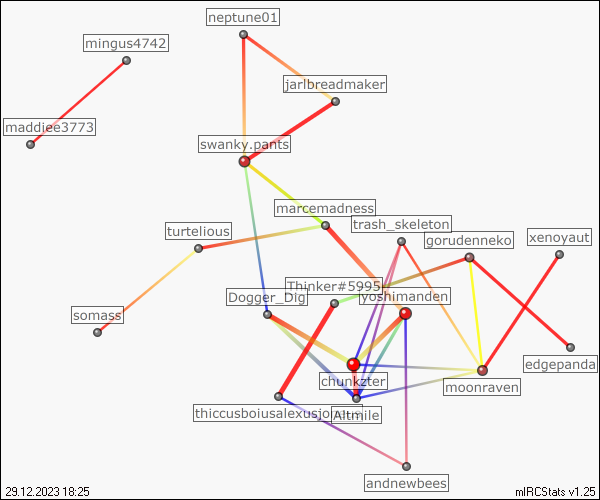 neptune01
mingus4742
jarlbreadmaker
maddiee3773
swanky.pants
marcemadness
trash_skeleton
turtelious
gorudenneko
xenoyaut
Thinker#5995
Dogger_Dig
yoshimanden
somass
edgepanda
chunkzter
moonraven
Altmile
andnewbees
29.12.2023 18:25
mIRCStats v1.25